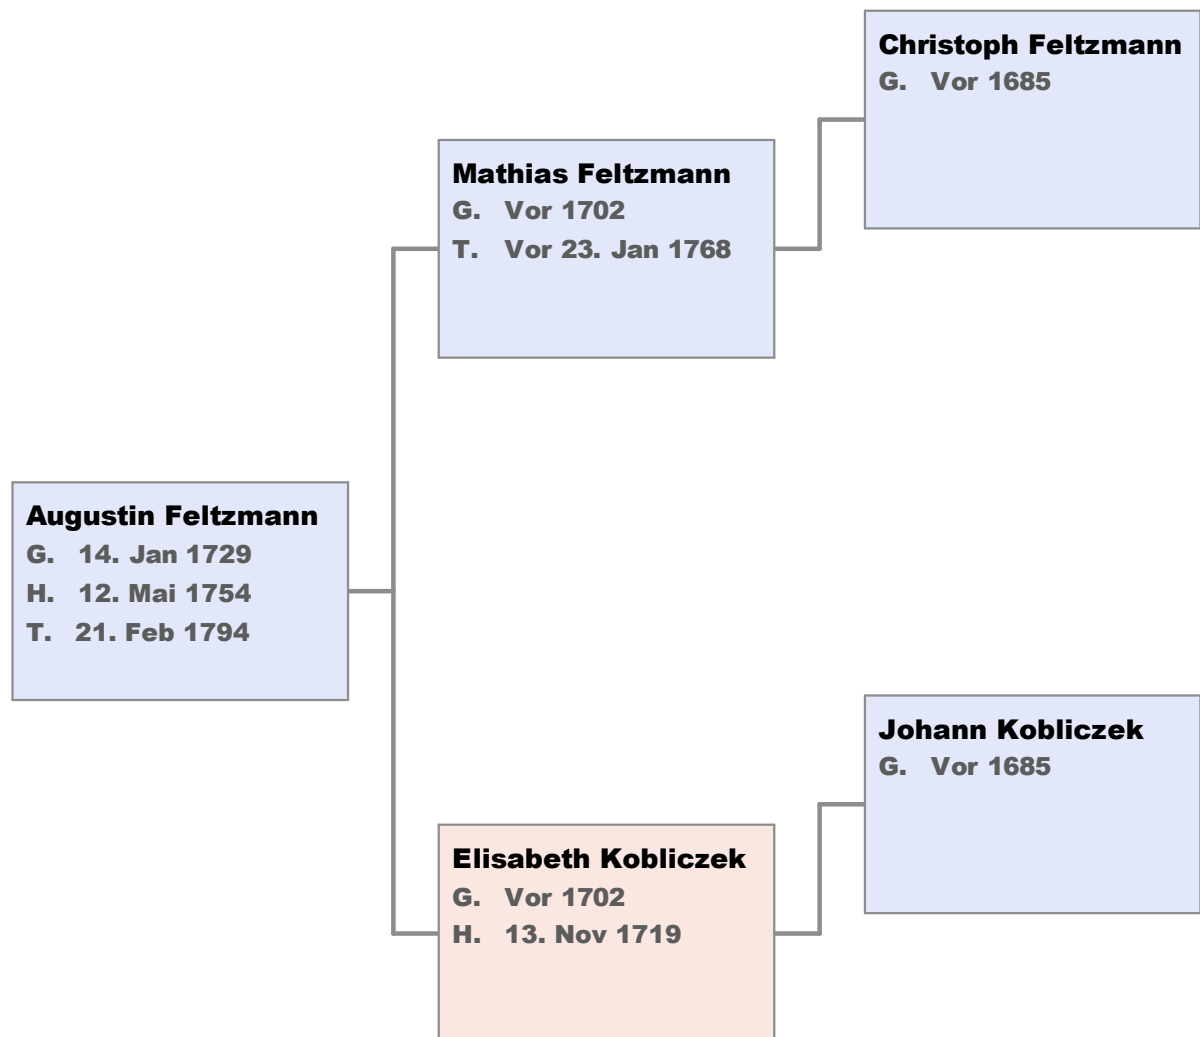 Christoph Feltzmann
G. Vor 1685
Mathias Feltzmann
G. Vor 1702
T. Vor 23. Jan 1768
Augustin Feltzmann
G. 14. Jan 1729
H. 12. Mai 1754
T. 21. Feb 1794
Johann Kobliczek
G. Vor 1685
Elisabeth Kobliczek
G. Vor 1702
H. 13. Nov 1719